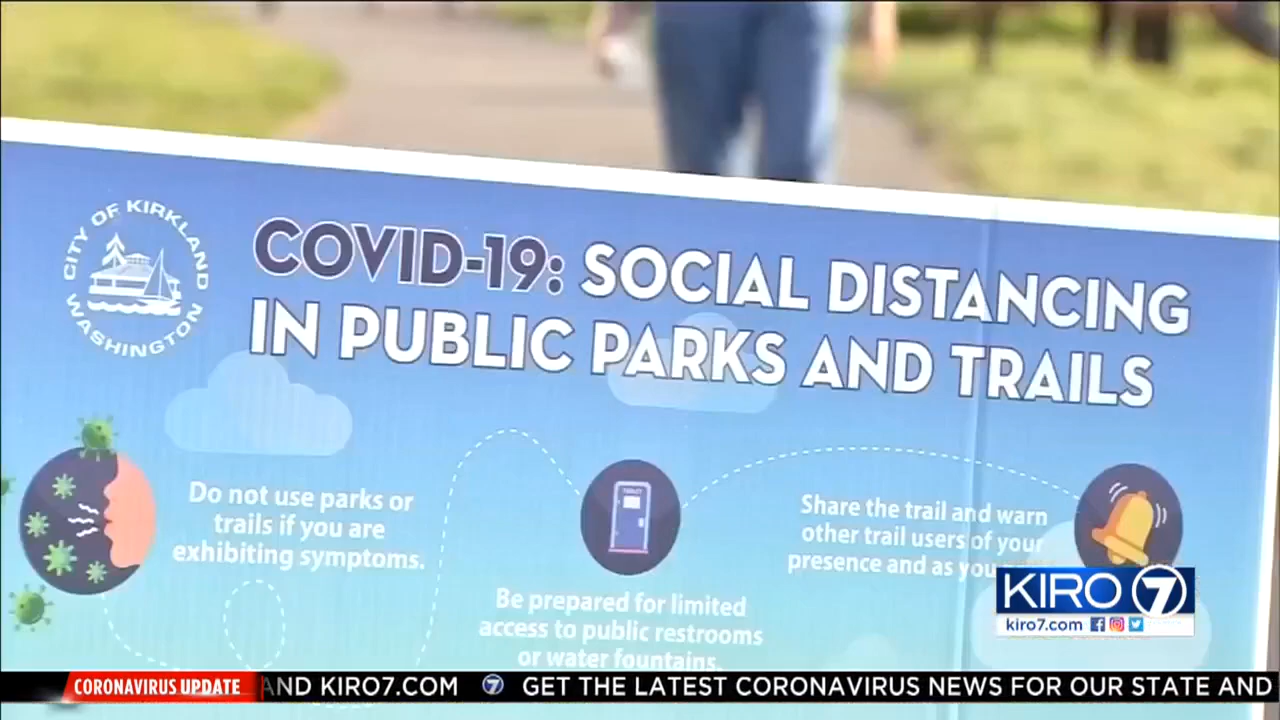 CITY OF KIRKLAND
WASHINGTON
COVID-19: SOCIAL DISTANCING
IN PUBLIC PARKS AND TRAILS
Do not use parks or
trails if you are
exhibiting symptoms.
TOILET
Be prepared for limited
access to public restrooms
or water fountains.
Share the trail and warn
other trail users of your
presence and as you
KIRO 7
kiro7.com
CORONAVIRUS UPDATE
AND KIRO7.COM 7 GET THE LATEST CORONAVIRUS NEWS FOR OUR STATE AND